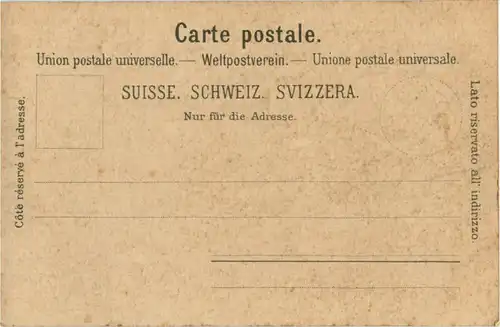 Carte postale.
Union postale universelle. — Weltpostverein. — Unione postale universale.
SUISSE. SCHWEIZ. SVIZZERA.
Nur für die Adresse.
Côté réservé à l'adresse.
Lato riservato all' indirizzo.